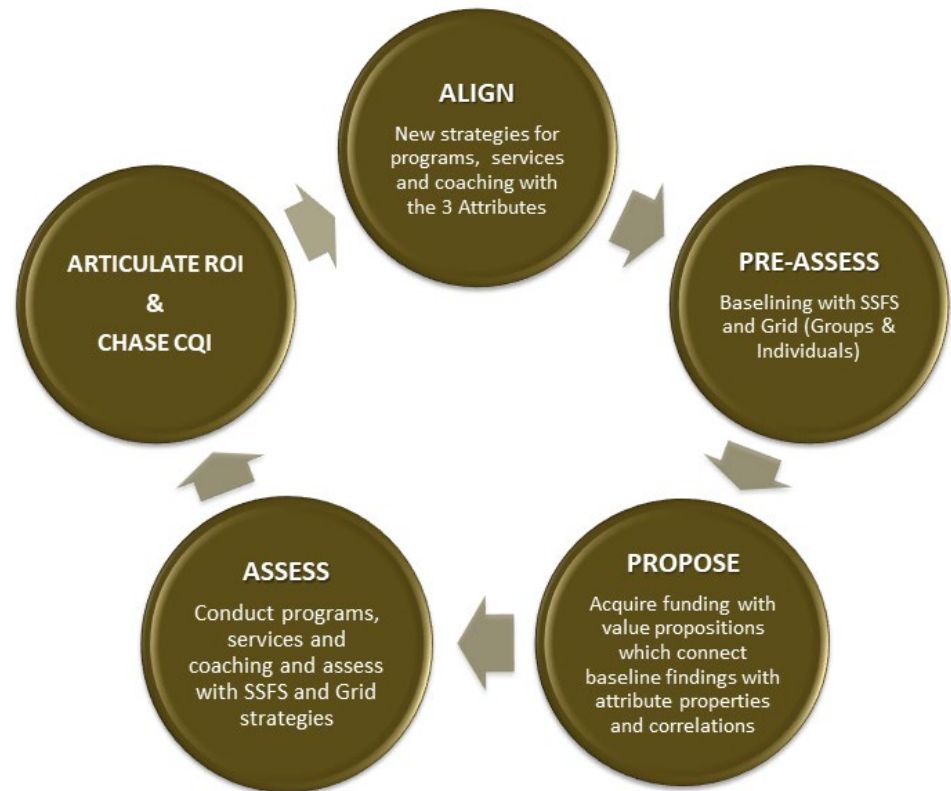 ALIGN
New strategies for
programs, services
and coaching with
the 3 Attributes
PRE-ASSESS
Baselining with SSFS
and Grid (Groups &
Individuals)
PROPOSE
Acquire funding with
value propositions
which connect
baseline findings with
attribute properties
and correlations
ASSESS
Conduct programs,
services and
coaching and assess
with SSFS and Grid
strategies
ARTICULATE ROI
&
CHASE CQI